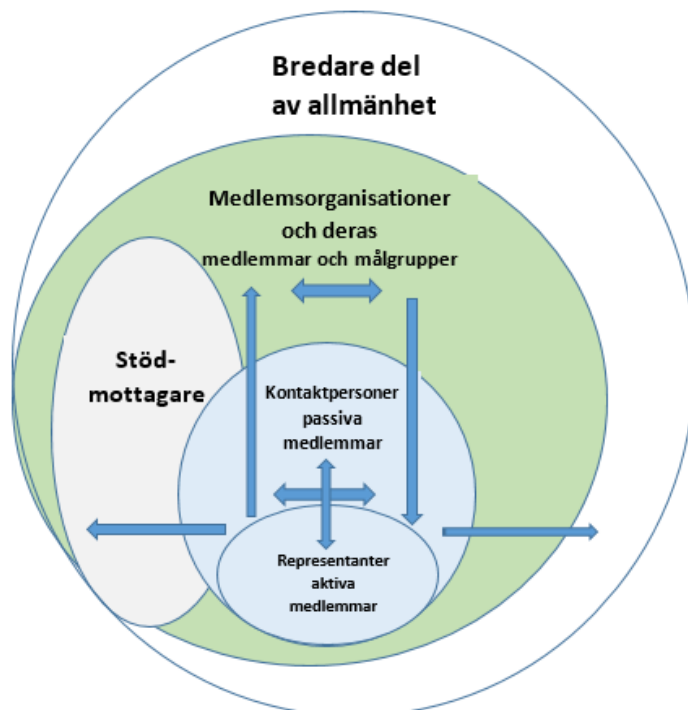 Bredare del
av allmänhet
Medlemsorganisationer
och deras
medlemmar och målgrupper
Stöd-
mottagare
Kontaktpersoner
passiva
medlemmar
Representanter
aktiva
medlemmar